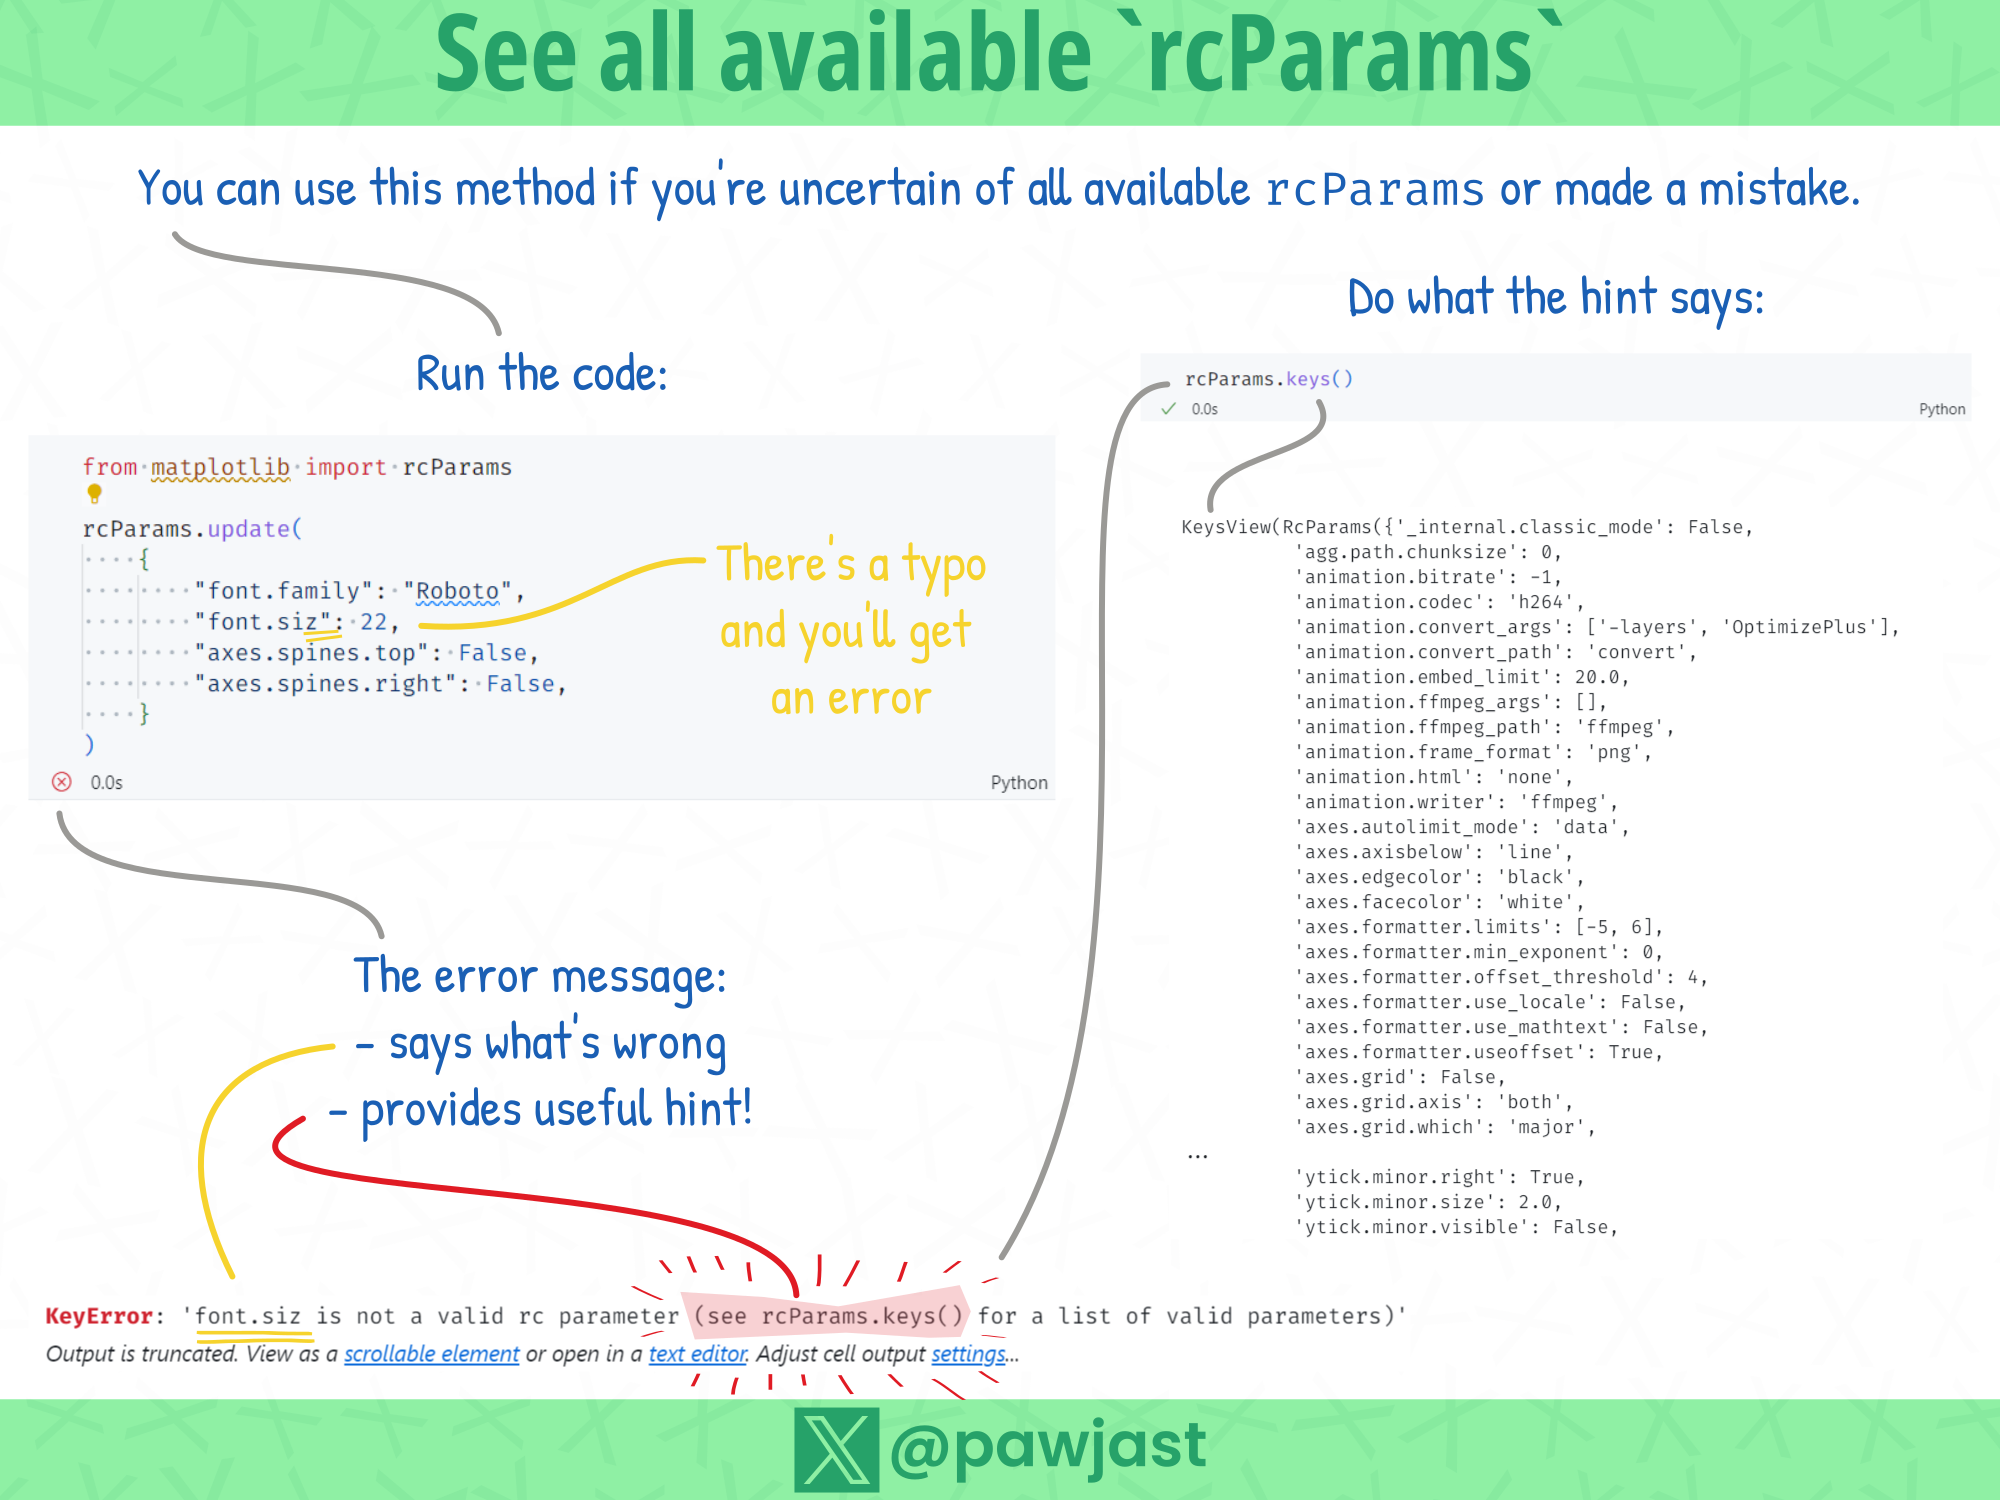 See all available `rcParams`
You can use this method if you're uncertain of all available rcParams or made a mistake.
Run the code:
from matplotlib import rcParams
rcParams.update(
{
"font.family": "Roboto",
"font.siz": 22,
"axes.spines.top": False,
"axes.spines.right": False,
}
)
0.0s
Python
There's a typo
and you'll get
an error
The error message:
- says what's wrong
- provides useful hint!
KeyError: 'font.siz is not a valid rc parameter (see rcParams.keys() for a list of valid parameters)'
Output is truncated. View as a scrollable element or open in a text editor. Adjust cell output settings...
Do what the hint says:
rcParams.keys()
0.0s
Python
KeysView(RcParams({'_internal.classic_mode': False,
'agg.path.chunksize': 0,
'animation.bitrate': -1,
'animation.codec': 'h264',
'animation.convert_args': ['-layers', 'OptimizePlus'],
'animation.convert_path': 'convert',
'animation.embed_limit': 20.0,
'animation.ffmpeg_args': [],
'animation.ffmpeg_path': 'ffmpeg',
'animation.frame_format': 'png',
'animation.html': 'none',
'animation.writer': 'ffmpeg',
'axes.autolimit_mode': 'data',
'axes.axisbelow': 'line',
'axes.edgecolor': 'black',
'axes.facecolor': 'white',
'axes.formatter.limits': [-5, 6],
'axes.formatter.min_exponent': 0,
'axes.formatter.offset_threshold': 4,
'axes.formatter.use_locale': False,
'axes.formatter.use_mathtext': False,
'axes.formatter.useoffset': True,
'axes.grid': False,
'axes.grid.axis': 'both',
'axes.grid.which': 'major',
...
'ytick.minor.right': True,
'ytick.minor.size': 2.0,
'ytick.minor.visible': False,
@pawjast